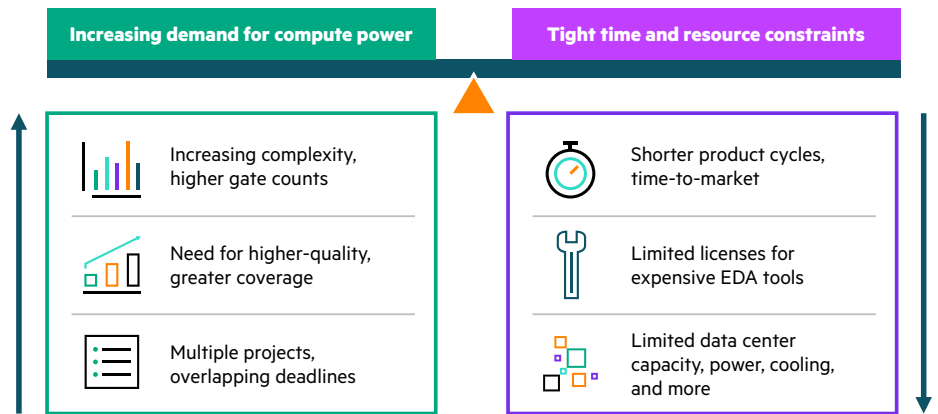 Increasing demand for compute power
Tight time and resource constraints
Increasing complexity,
higher gate counts
Need for higher-quality,
greater coverage
Multiple projects,
overlapping deadlines
Shorter product cycles,
time-to-market
Limited licenses for
expensive EDA tools
Limited data center
capacity, power, cooling,
and more